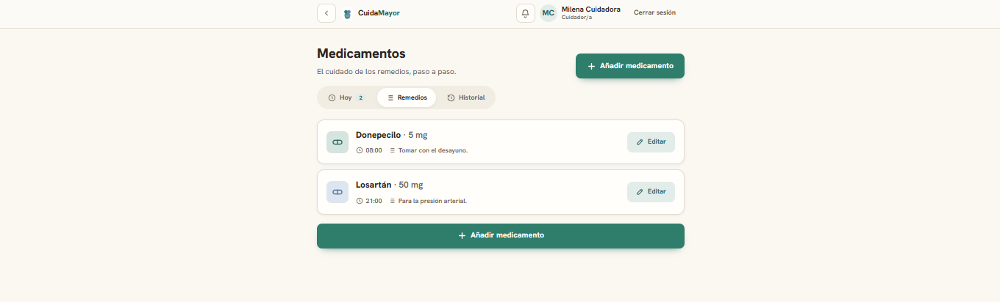 CuidaMayor
MC
Milena Cuidadora
Cuidador/a
Cerrar sesión
Medicamentos
El cuidado de los remedios, paso a paso.
Añadir medicamento
Hoy 2
Remedios
Historial
Donepecilo · 5 mg
08:00 Tomar con el desayuno.
Editar
Losartán · 50 mg
21:00 Para la presión arterial.
Editar
Añadir medicamento